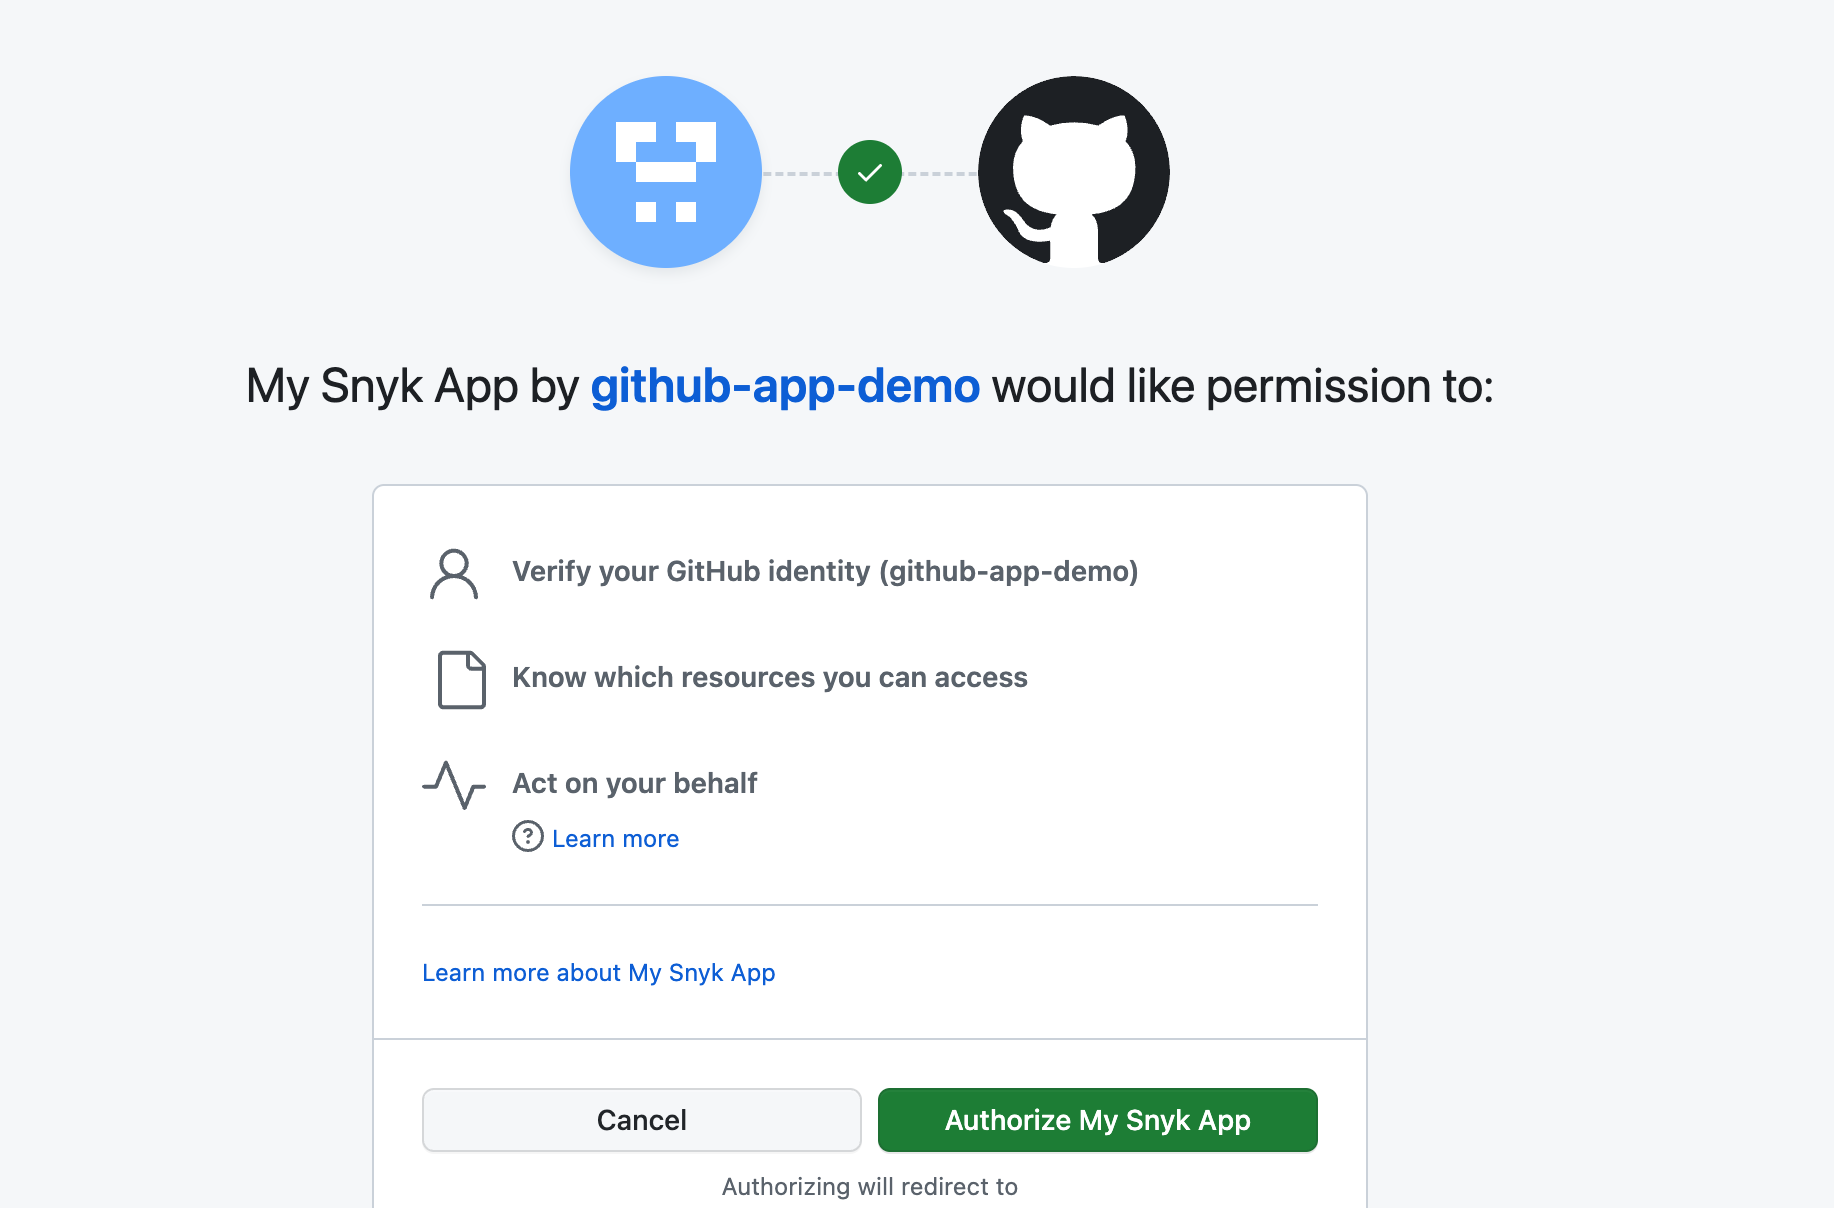 My Snyk App by github-app-demo would like permission to:
Verify your GitHub identity (github-app-demo)
Know which resources you can access
Act on your behalf
Learn more
Learn more about My Snyk App
Cancel
Authorize My Snyk App
Authorizing will redirect to